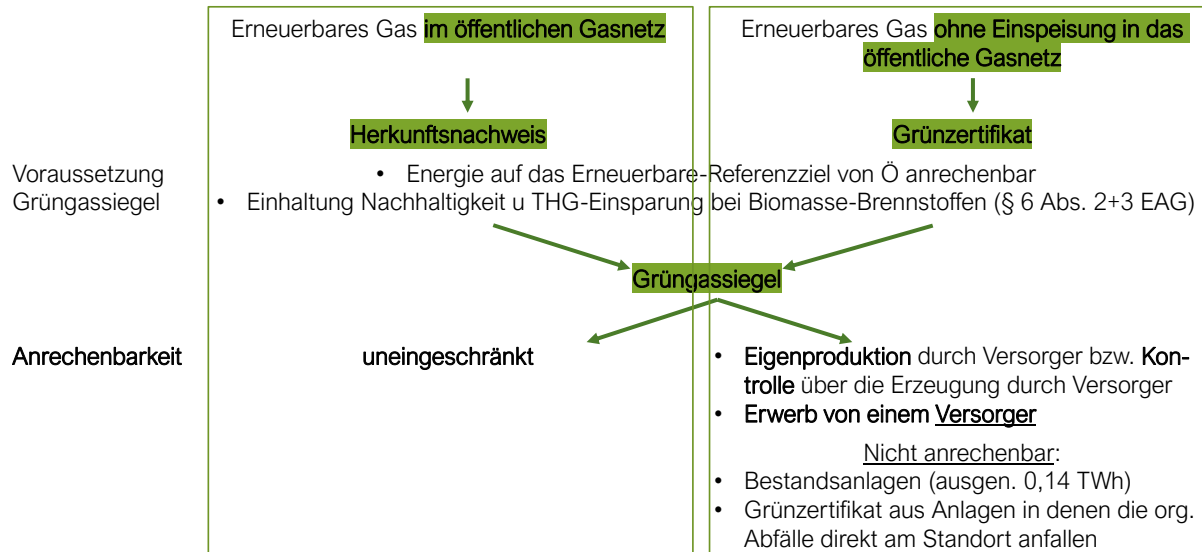 Erneuerbares Gas im öffentlichen Gasnetz
Erneuerbares Gas ohne Einspeisung in das
öffentliche Gasnetz
Herkunftsnachweis
Grünzertifikat
Voraussetzung
Grüngassiegel
• Energie auf das Erneuerbare-Referenzziel von Ö anrechenbar
• Einhaltung Nachhaltigkeit u THG-Einsparung bei Biomasse-Brennstoffen (§ 6 Abs. 2+3 EAG)
Grüngassiegel
Anrechenbarkeit
uneingeschränkt
• Eigenproduktion durch Versorger bzw. Kon-
trolle über die Erzeugung durch Versorger
• Erwerb von einem Versorger
Nicht anrechenbar:
• Bestandsanlagen (ausgen. 0,14 TWh)
• Grünzertifikat aus Anlagen in denen die org.
Abfälle direkt am Standort anfallen